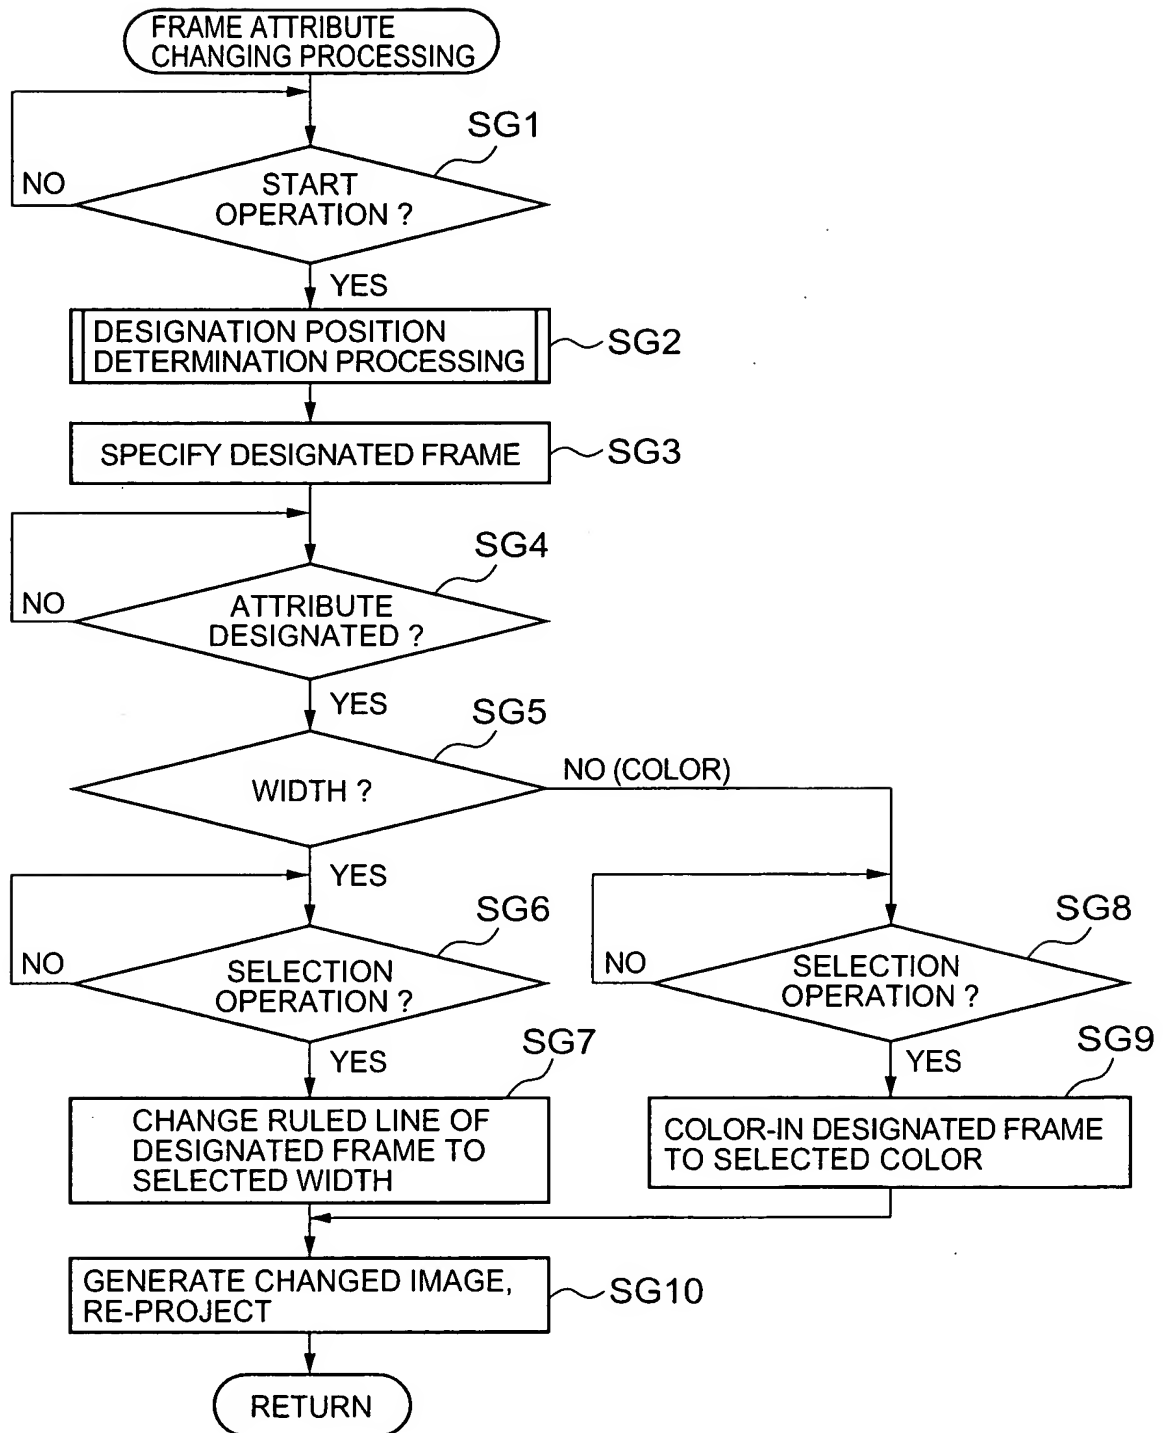 FRAME ATTRIBUTE
CHANGING PROCESSING
SG1
NO
START
OPERATION ?
YES
DESIGNATION POSITION
DETERMINATION PROCESSING
SG2
SPECIFY DESIGNATED FRAME
SG3
SG4
NO
ATTRIBUTE
DESIGNATED ?
YES
SG5
WIDTH ?
NO (COLOR)
YES
SG6
NO
SELECTION
OPERATION ?
YES
SG8
NO
SELECTION
OPERATION ?
YES
SG7
CHANGE RULED LINE OF
DESIGNATED FRAME TO
SELECTED WIDTH
SG9
COLOR-IN DESIGNATED FRAME
TO SELECTED COLOR
GENERATE CHANGED IMAGE,
RE-PROJECT
SG10
RETURN